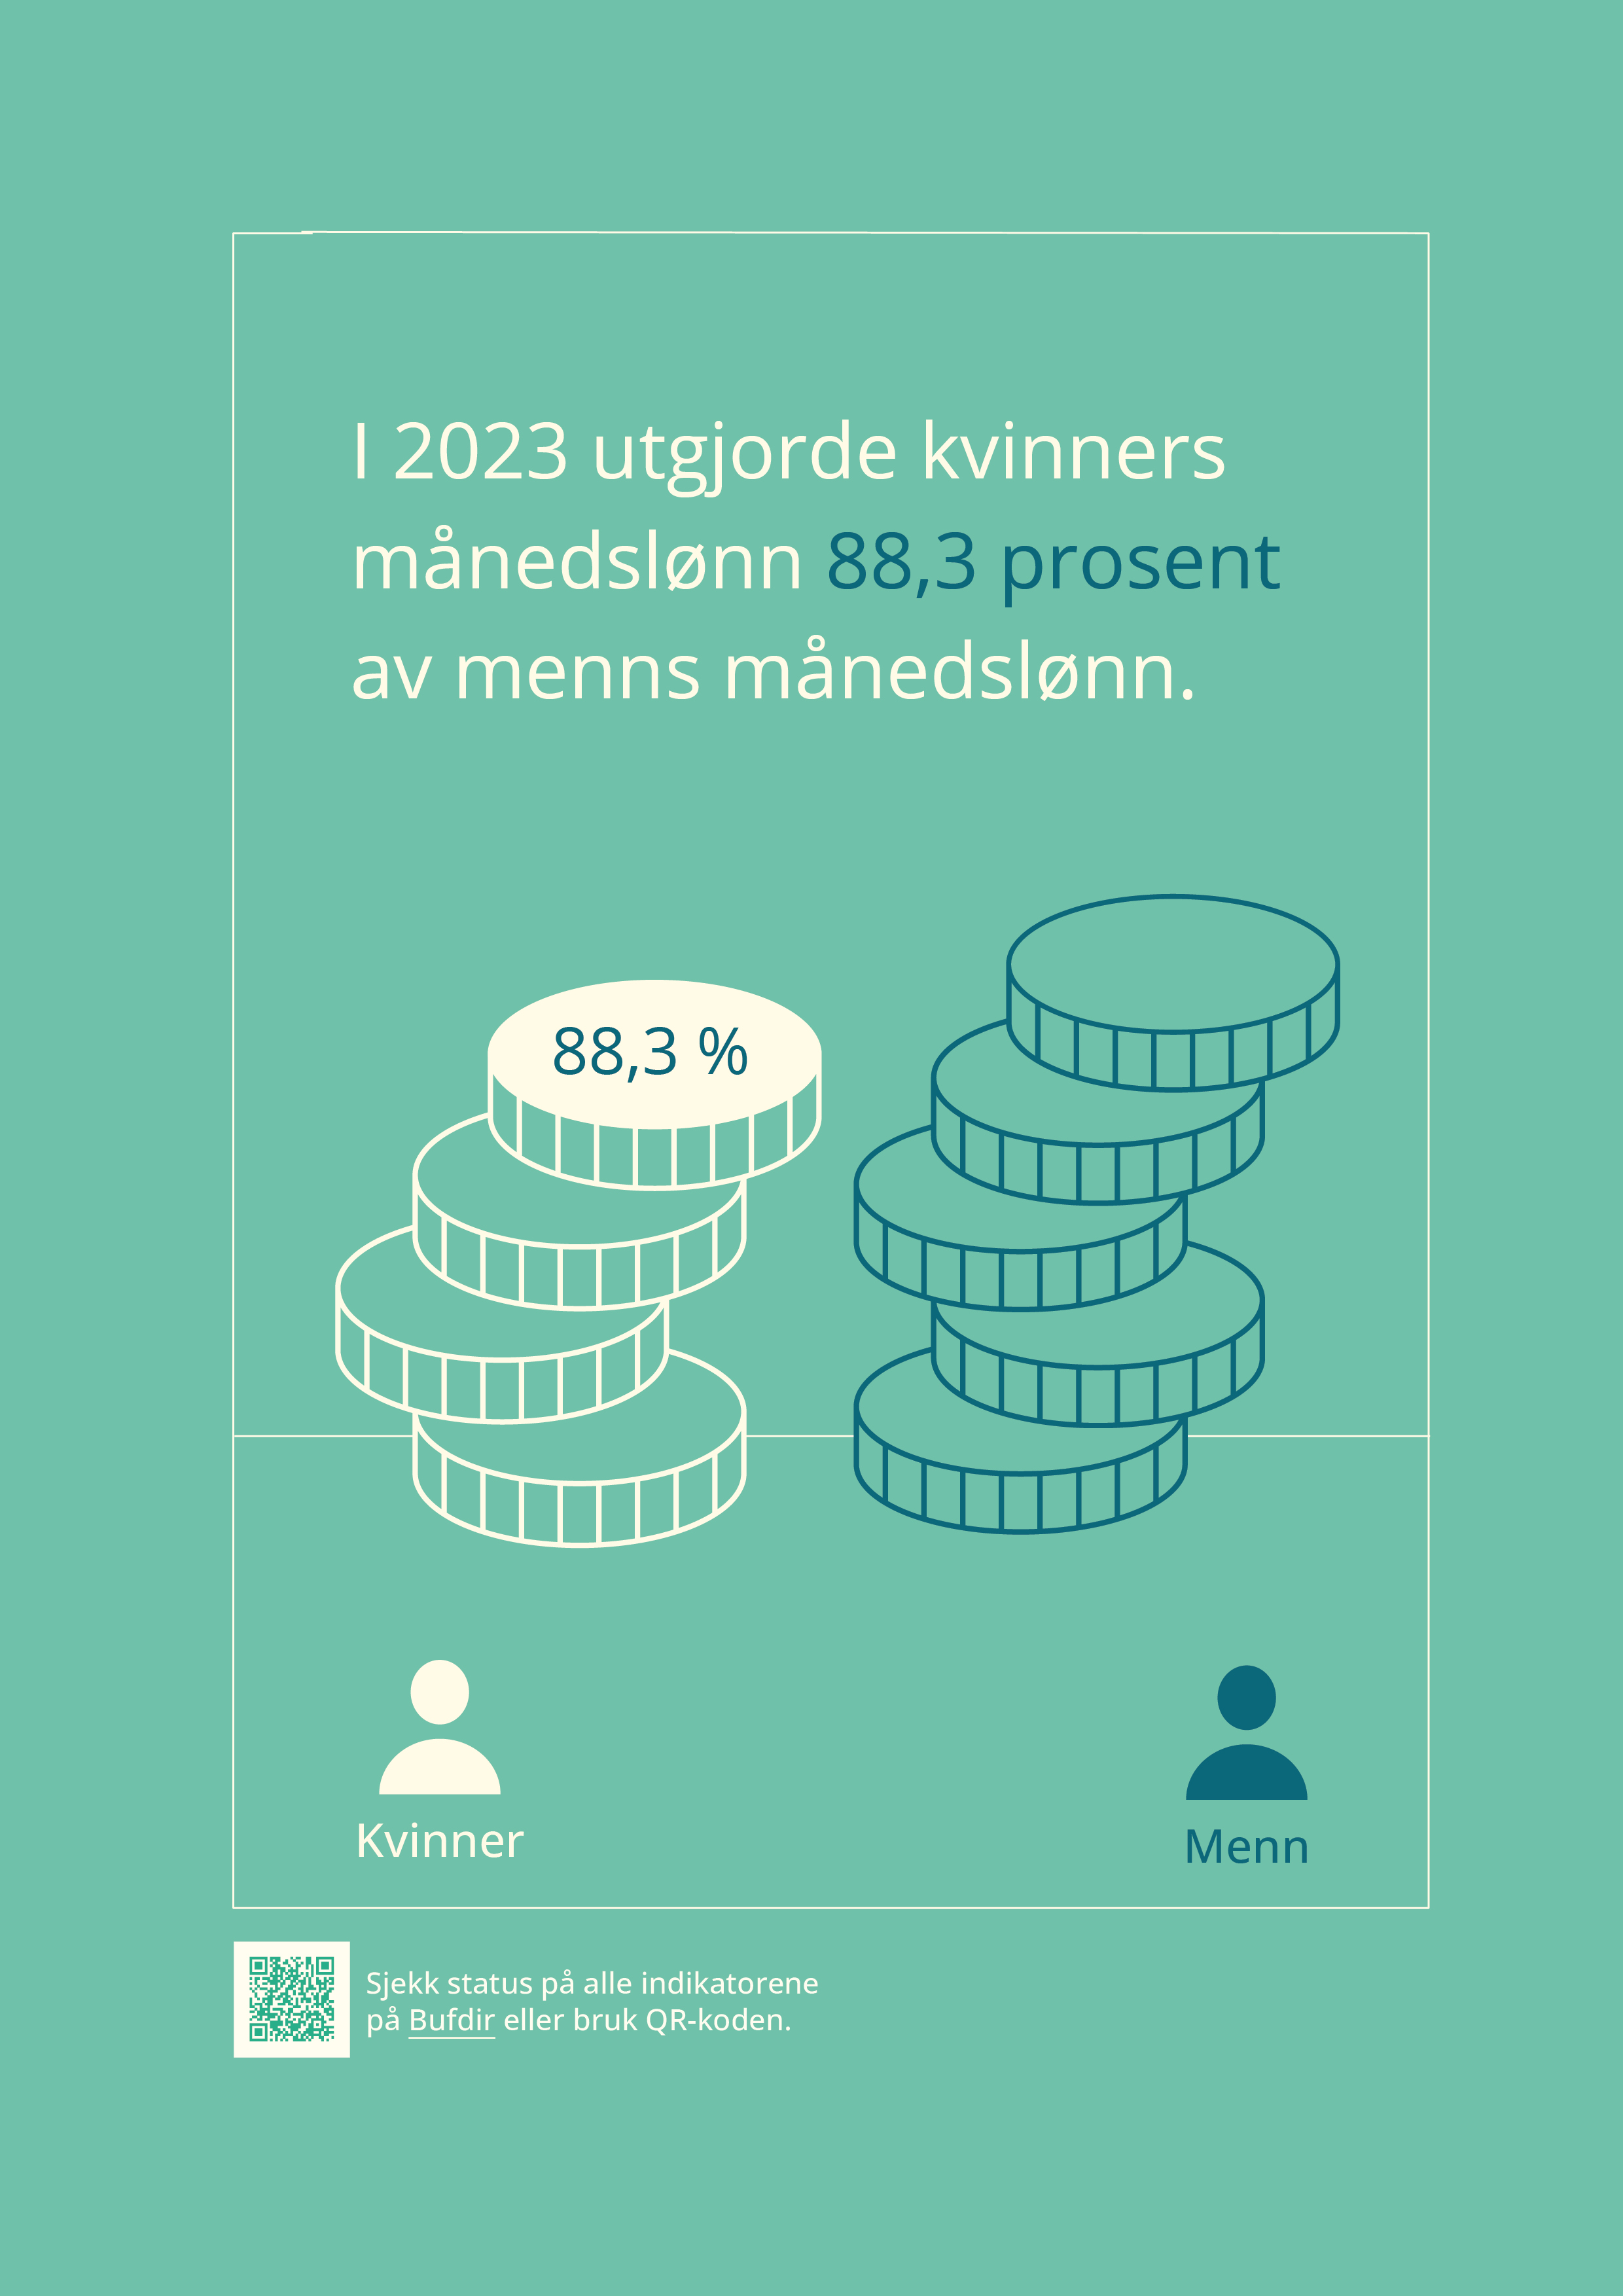 I 2023 utgjorde kvinners
månedslønn 88,3 prosent
av menns månedslønn.
88,3 %
Kvinner
Menn
Sjekk status på alle indikatorene
på Bufdir eller bruk QR-koden.